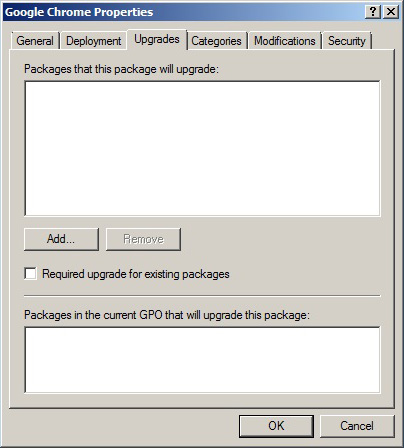 Google Chrome Properties
General Deployment Upgrades Categories Modifications Security
Packages that this package will upgrade:
Add... Remove
Required upgrade for existing packages
Packages in the current GPO that will upgrade this package:
OK Cancel